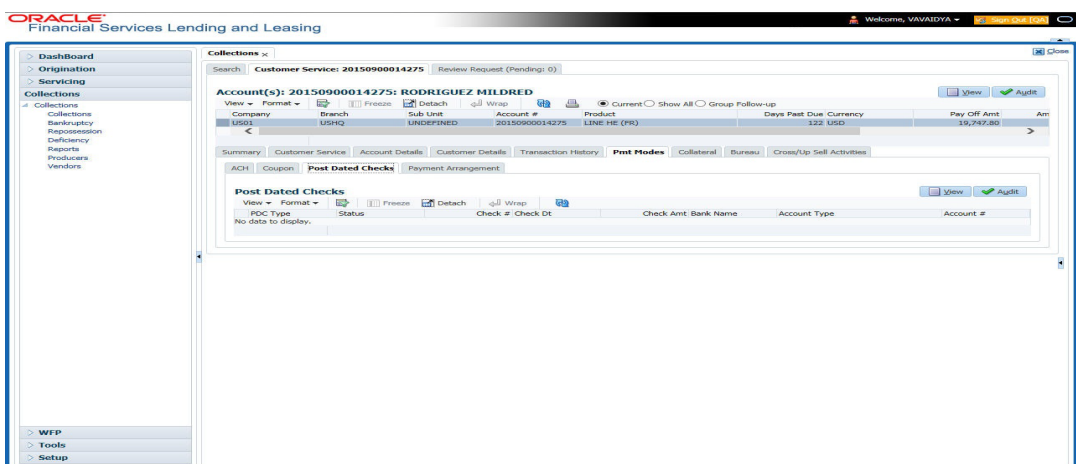 ORACLE
Financial Services Lending and Leasing
Welcome, VAVAIDYA
Sign Out [QA]
Close
DashBoard
Origination
Servicing
Collections
Collections
Collections
Bankruptcy
Repossession
Deficiency
Reports
Producers
Vendors
WFP
Tools
Setup
Collections x
Search Customer Service: 20150900014275 Review Request (Pending: 0)
Account(s): 20150900014275: RODRIGUEZ MILDRED
View Audit
View Format Freeze Detach Wrap Current Show All Group Follow-up
Company Branch Sub Unit Account # Product Days Past Due Currency Pay Off Amt Am
US01 USHQ UNDEFINED 20150900014275 LINE HE (PR) 122 USD 19,747.80
Summary Customer Service Account Details Customer Details Transaction History Pmt Modes Collateral Bureau Cross/Up Sell Activities
ACH Coupon Post Dated Checks Payment Arrangement
Post Dated Checks
View Audit
View Format Freeze Detach Wrap
PDC Type Status Check # Check Dt Check Amt Bank Name Account Type Account #
No data to display.